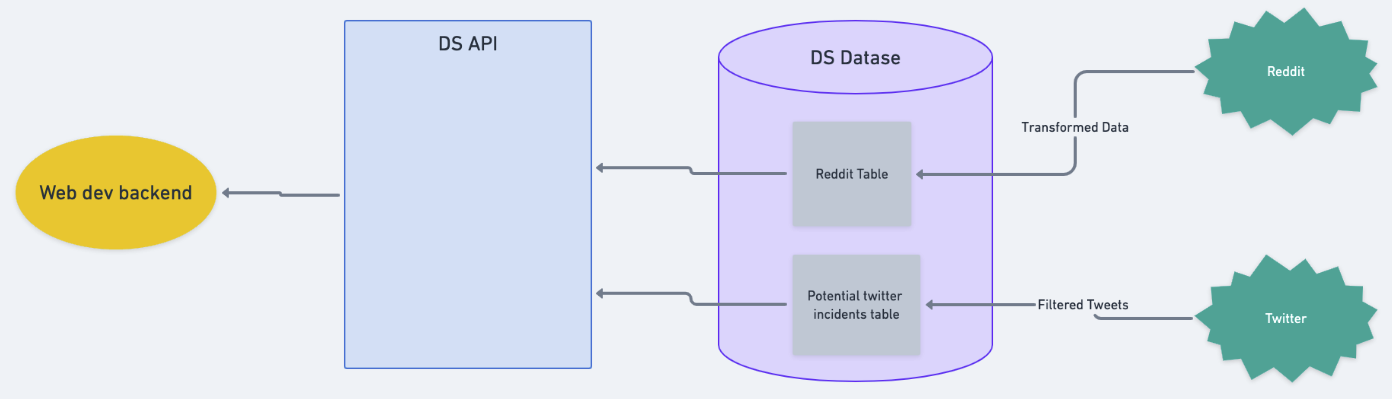 DS API
DS Datase
Reddit
Transformed Data
Reddit Table
Web dev backend
Potential twitter
incidents table
Filtered Tweets
Twitter